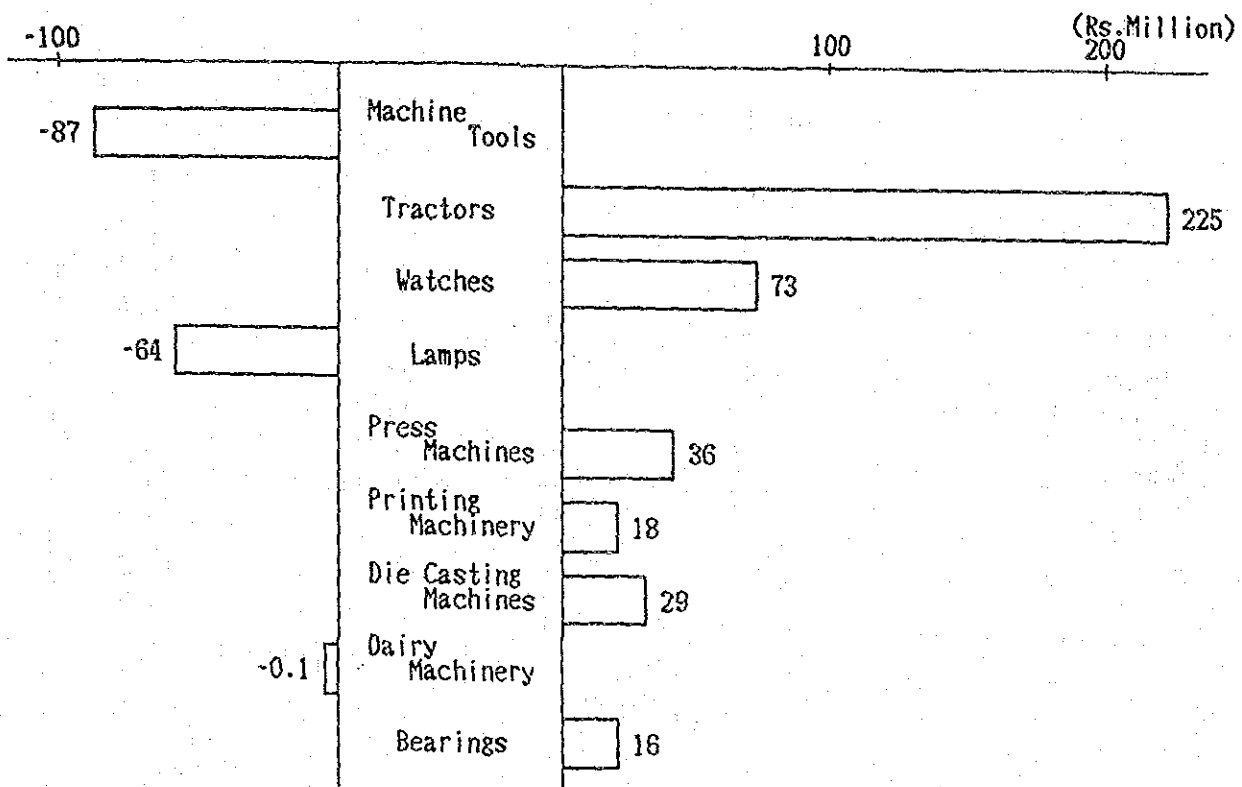 (Rs.Million)
-100 100 200
Machine
Tools
-87
Tractors
225
Watches
73
-64
Lamps
Press
Machines
36
Printing
Machinery
18
Die Casting
Machines
29
Dairy
Machinery
-0.1
Bearings
16